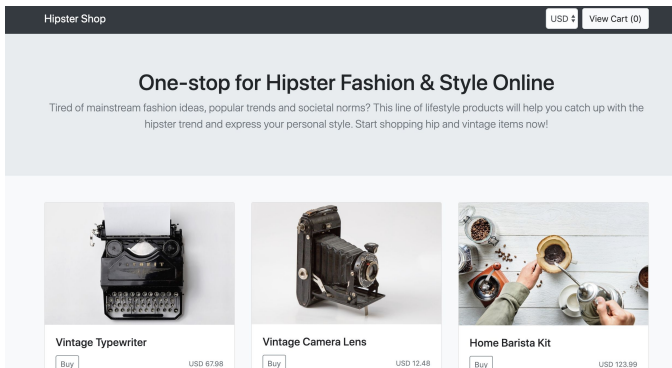 Hipster Shop
USD
View Cart (0)
One-stop for Hipster Fashion & Style Online
Tired of mainstream fashion ideas, popular trends and societal norms? This line of lifestyle products will help you catch up with the
hipster trend and express your personal style. Start shopping hip and vintage items now!
Vintage Typewriter
Buy
USD 67.98
Vintage Camera Lens
Buy
USD 12.48
Home Barista Kit
Buy
USD 123.99